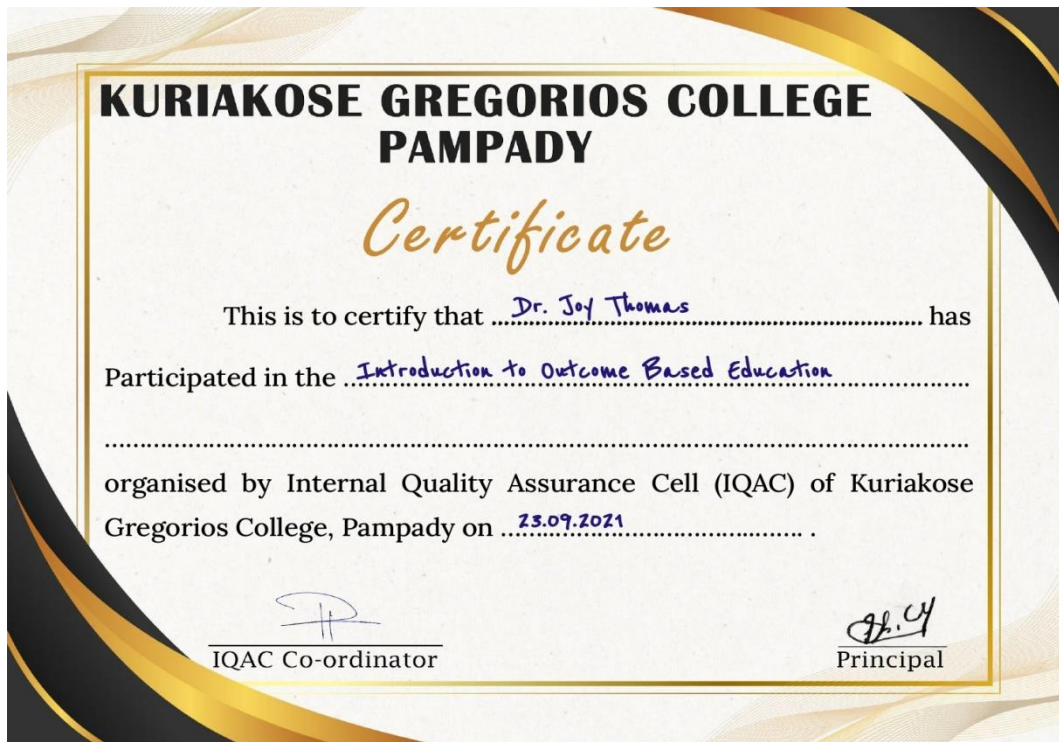 KURIAKOSE GREGORIOS COLLEGE
PAMPADY
Certificate
This is to certify that ...Dr. Joy Thomas............................................. has
Participated in the ..Introduction to Outcome Based Education........................
................................................................................
organised by Internal Quality Assurance Cell (IQAC) of Kuriakose
Gregorios College, Pampady on ...23.09.2021............................ .
IQAC Co-ordinator
Principal